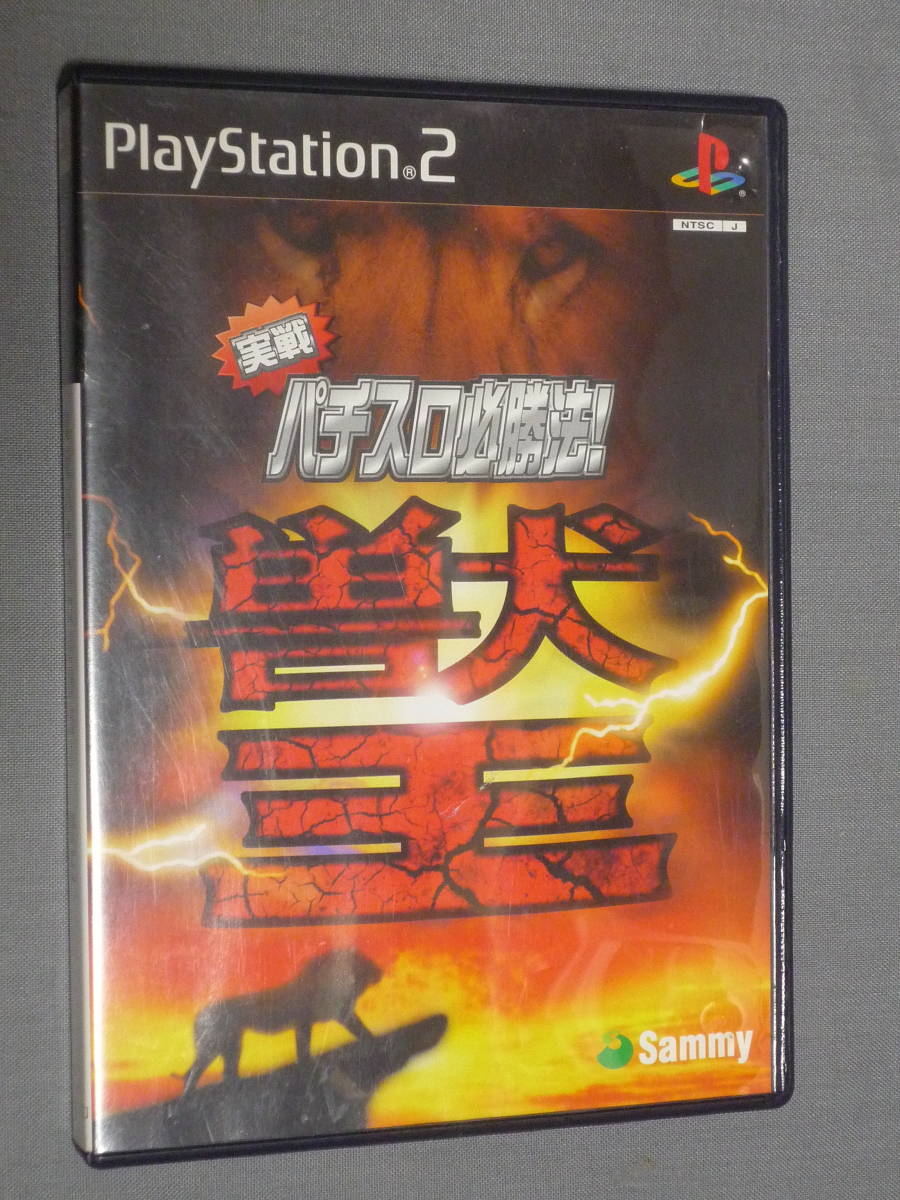 PlayStation®2
®
NTSC J
実戦
パチスロ必勝法!
獣
王
Sammy